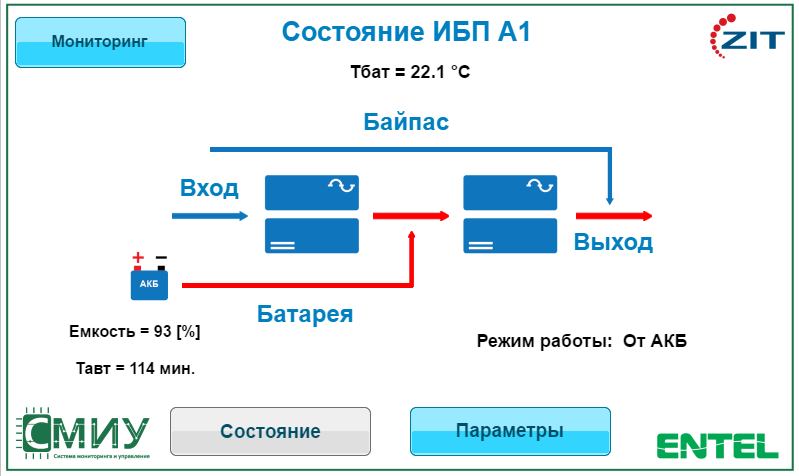 Мониторинг
Состояние ИБП А1
ZIT
Тбат = 22.1 °C
Байпас
Вход
Выход
+ −
АКБ
Батарея
Емкость = 93 [%]
Режим работы: От АКБ
Тавт = 114 мин.
СМИУ
Система мониторинга и управления
Состояние
Параметры
ENTEL